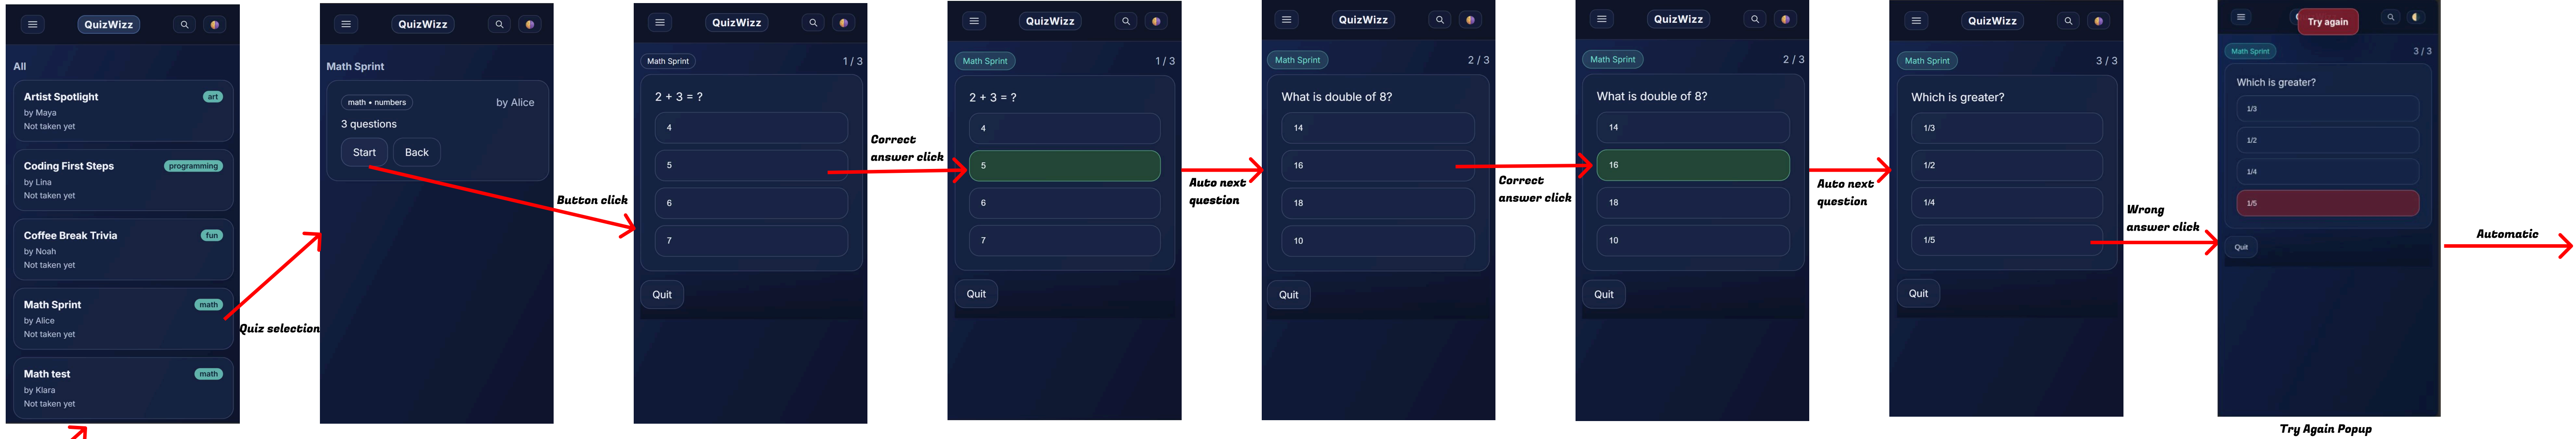 QuizWizz
All
Artist Spotlight
art
by Maya
Not taken yet
Coding First Steps
programming
by Lina
Not taken yet
Coffee Break Trivia
fun
by Noah
Not taken yet
Math Sprint
math
by Alice
Not taken yet
Math test
math
by Klara
Not taken yet
Quiz selection
QuizWizz
Math Sprint
math • numbers
by Alice
3 questions
Start
Back
Button click
QuizWizz
Math Sprint
1 / 3
2 + 3 = ?
4
5
6
7
Quit
Correct
answer click
QuizWizz
Math Sprint
1 / 3
2 + 3 = ?
4
5
6
7
Quit
Auto next
question
QuizWizz
Math Sprint
2 / 3
What is double of 8?
14
16
18
10
Quit
Correct
answer click
QuizWizz
Math Sprint
2 / 3
What is double of 8?
14
16
18
10
Quit
Auto next
question
QuizWizz
Math Sprint
3 / 3
Which is greater?
1/3
1/2
1/4
1/5
Quit
Wrong
answer click
Try again
Math Sprint
3 / 3
Which is greater?
1/3
1/2
1/4
1/5
Quit
Try Again Popup
Automatic